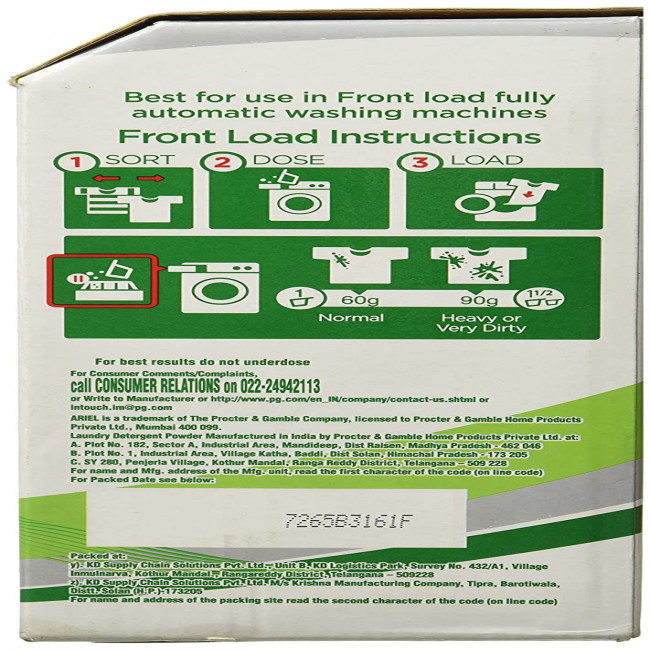 Best for use in Front load fully
automatic washing machines
Front Load Instructions
1 SORT 2 DOSE 3 LOAD
II
1 60g 90g 1 1/2
Normal Heavy or
Very Dirty
For best results do not underdose
For Consumer Comments/Complaints,
call CONSUMER RELATIONS on 022-24942113
or Write to Manufacturer or http://www.pg.com/en_IN/company/contact-us.shtml or
intouch.im@pg.com
ARIEL is a trademark of The Procter & Gamble Company, licensed to Procter & Gamble Home Products
Private Ltd., Mumbai 400 099.
Laundry Detergent Powder Manufactured in India by Procter & Gamble Home Products Private Ltd. at:
A. Plot No. 182, Sector A, Industrial Area, Mandideep, Dist Raisen, Madhya Pradesh - 462 046
B. Plot No. 1, Industrial Area, Village Katha, Baddi, Dist Solan, Himachal Pradesh - 173 205
C. SY 280, Penjerla Village, Kothur Mandal, Ranga Reddy District, Telangana – 509 228
For name and Mfg. address of the Mfg. unit, read the first character of the code (on line code)
For Packed Date see below:
7265B3161F
Packed at:
y). KD Supply Chain Solutions Pvt. Ltd., Unit B, KD Logistics Park, Survey No. 432/A1, Village
Inmulnarva, Kothur Mandal., Rangareddy District, Telangana – 509228
z). KD Supply Chain Solutions Pvt. Ltd. M/s Krishna Manufacturing Company, Tipra, Barotiwala,
Distt. Solan (H.P.)-173205
For name and address of the packing site read the second character of the code (on line code)